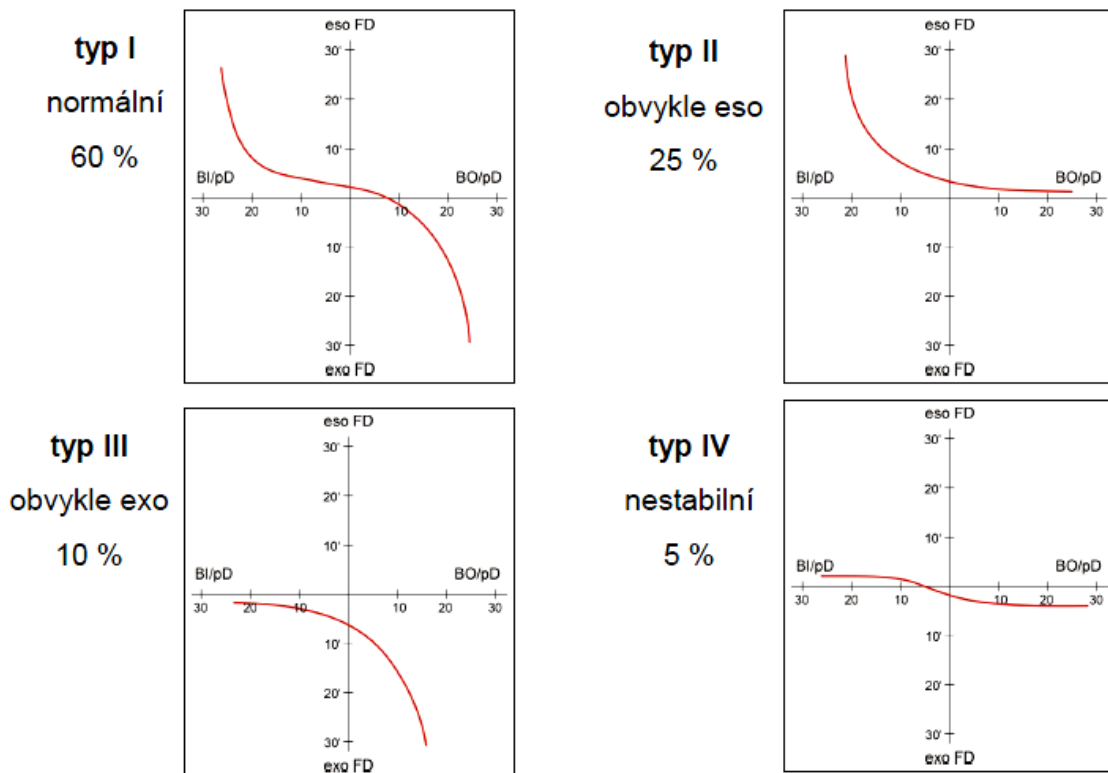 typ I
normální
60 %
eso FD
30'
20'
10'
BI/pD
BO/pD
30 20 10 10 20 30
10'
20'
30'
exo FD
typ II
obvykle eso
25 %
eso FD
30'
20'
10'
BI/pD
BO/pD
30 20 10 10 20 30
10'
20'
30'
exo FD
typ III
obvykle exo
10 %
eso FD
30'
20'
10'
BI/pD
BO/pD
30 20 10 10 20 30
10'
20'
30'
exo FD
typ IV
nestabilní
5 %
eso FD
30'
20'
10'
BI/pD
BO/pD
30 20 10 10 20 30
10'
20'
30'
exo FD